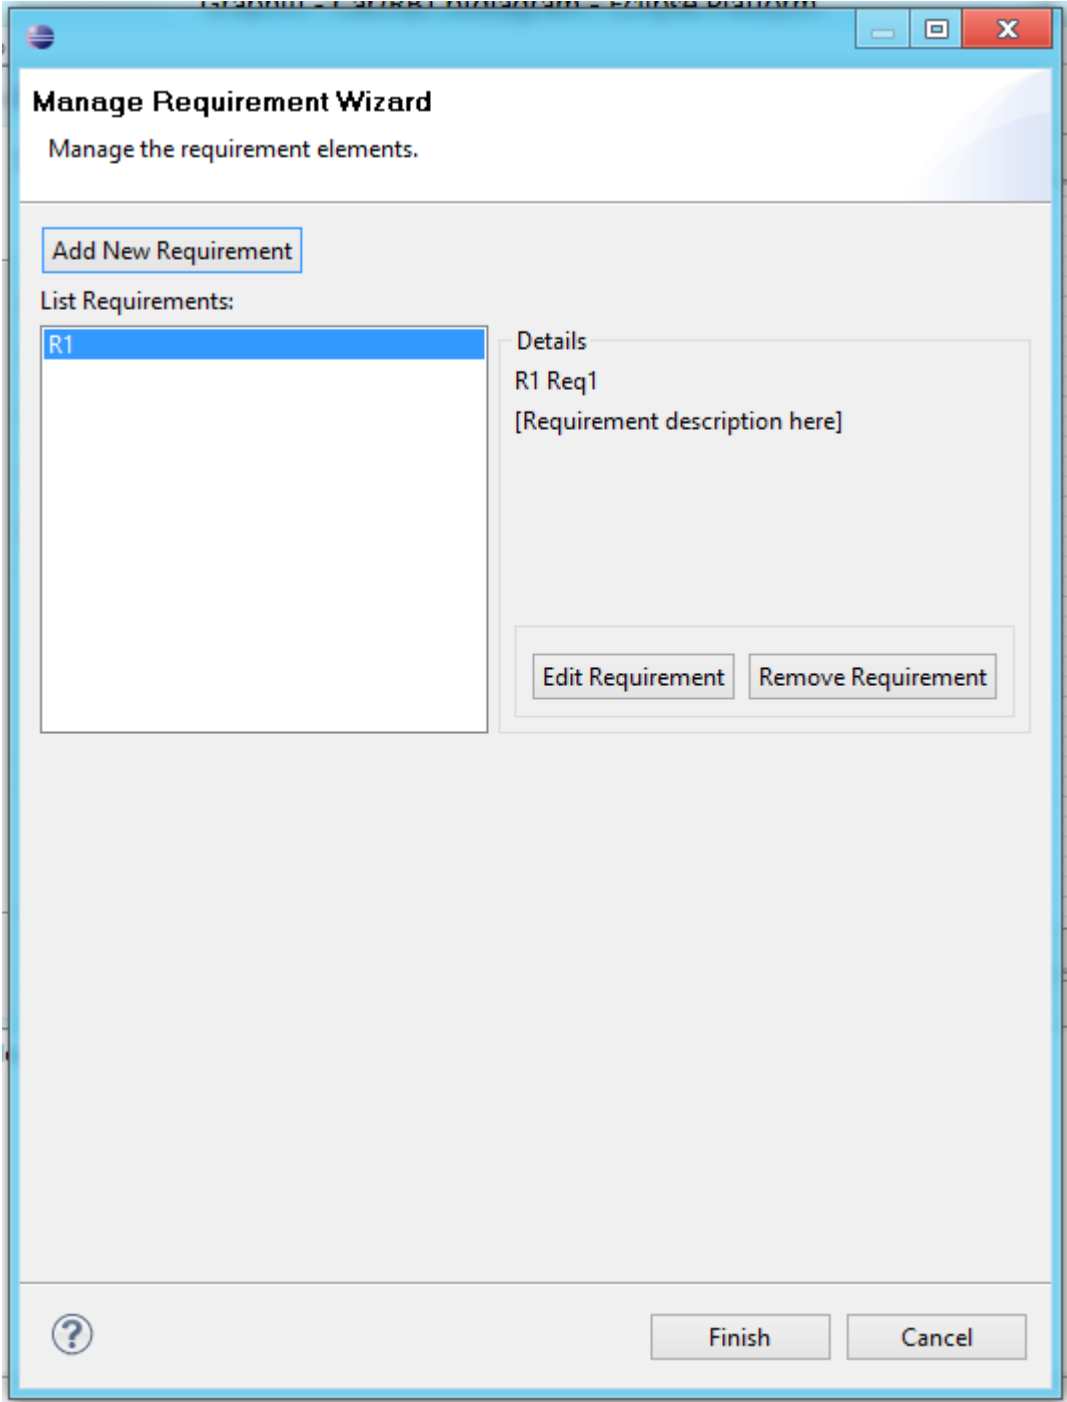 Manage Requirement Wizard
Manage the requirement elements.
Add New Requirement
List Requirements:
R1
Details
R1 Req1
[Requirement description here]
Edit Requirement
Remove Requirement
Finish
Cancel